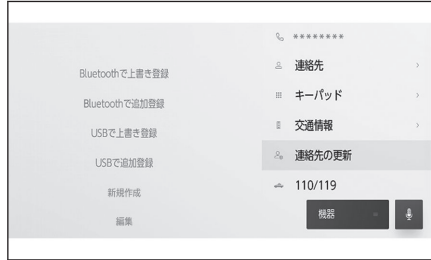 Bluetoothで上書き登録
Bluetoothで追加登録
USBで上書き登録
USBで追加登録
新規作成
編集
********
連絡先
キーパッド
交通情報
連絡先の更新
110/119
機器